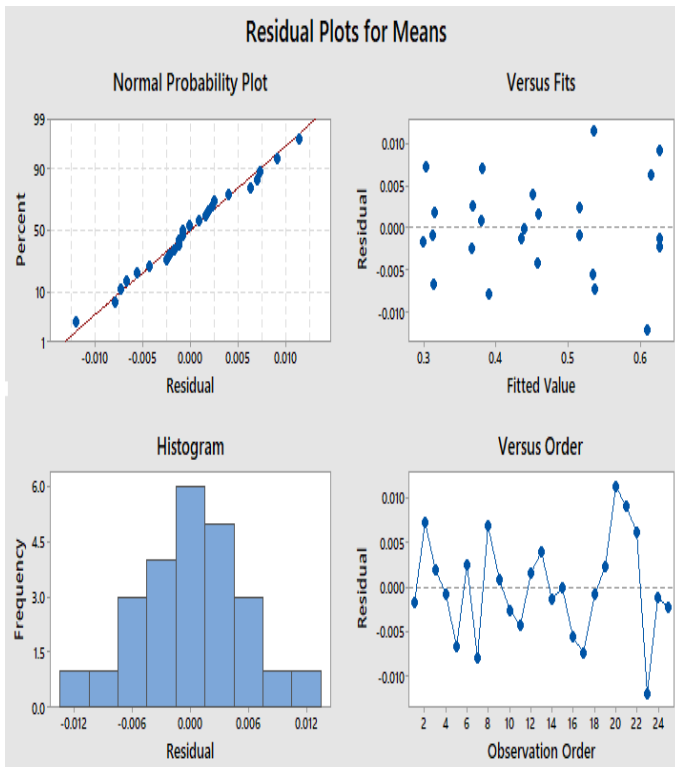 Residual Plots for Means
Normal Probability Plot
99
90
50
10
1
Percent
-0.010 -0.005 0.000 0.005 0.010
Residual
Versus Fits
0.010
0.005
0.000
-0.005
-0.010
Residual
0.3 0.4 0.5 0.6
Fitted Value
Histogram
6.0
4.5
3.0
1.5
0.0
Frequency
-0.012 -0.006 0.000 0.006 0.012
Residual
Versus Order
0.010
0.005
0.000
-0.005
-0.010
Residual
2 4 6 8 10 12 14 16 18 20 22 24
Observation Order